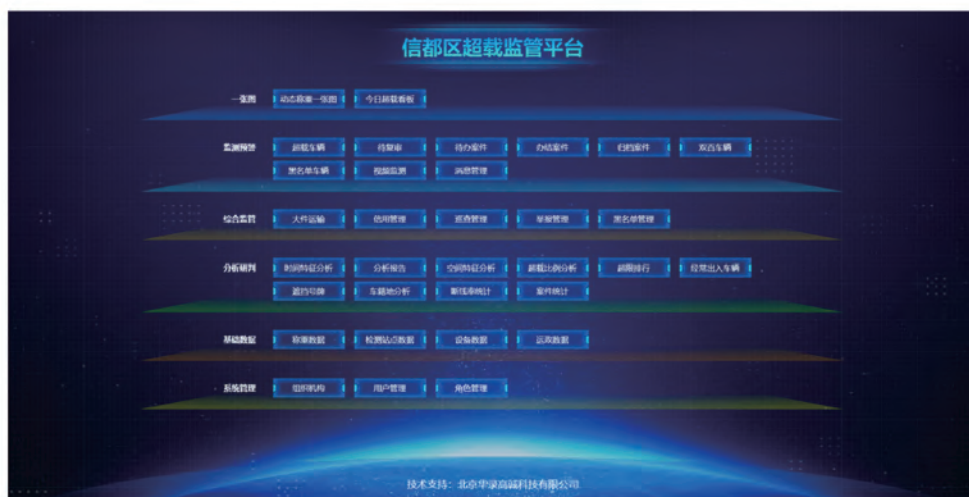 信都区超载监管平台
一张图 动态称重一张图 今日超载看板
监测预警 超载车辆 待复审 待办案件 办结案件 归档案件 双百车辆
黑名单车辆 视频监测 消息管理
综合监管 大件运输 信用管理 巡查管理 举报管理 黑名单管理
分析研判 时间特征分析 分析报告 空间特征分析 超载比例分析 超限排行 经常出入车辆
遮挡号牌 车籍地分析 断线率统计 案件统计
基础数据 称重数据 检测站点数据 设备数据 运政数据
系统管理 组织机构 用户管理 角色管理
技术支持：北京华录高诚科技有限公司